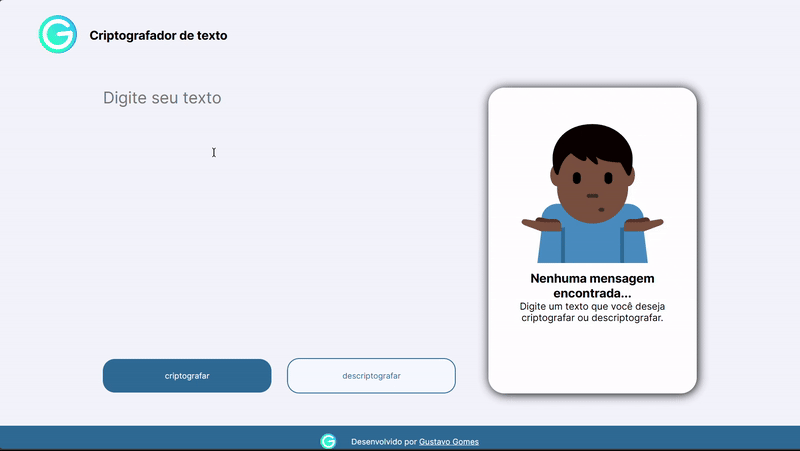 Criptografador de texto
Digite seu texto
Nenhuma mensagem
encontrada...
Digite um texto que você deseja
criptografar ou descriptografar.
criptografar
descriptografar
Desenvolvido por Gustavo Gomes